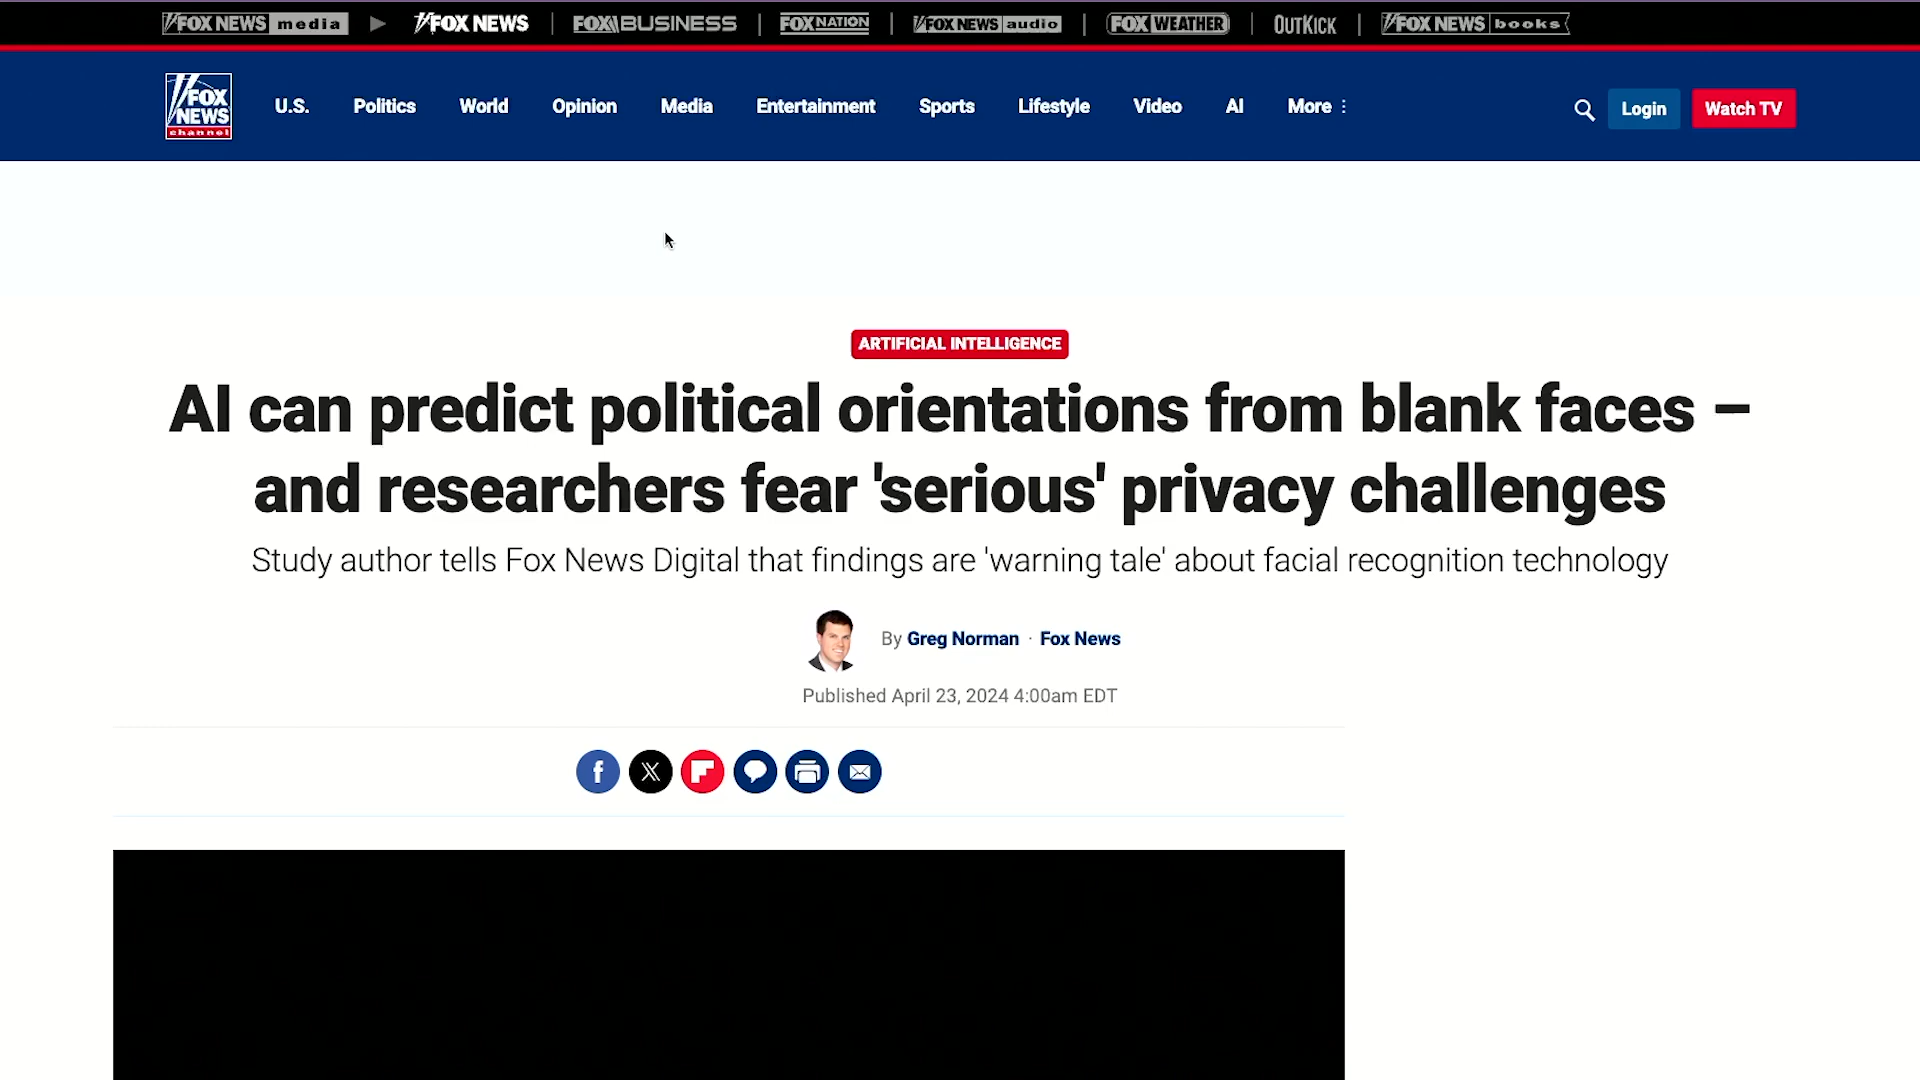 FOX NEWS media
FOX NEWS
FOX BUSINESS
FOX NATION
FOX NEWS audio
FOX WEATHER
OUTKICK
FOX NEWS books
FOX NEWS channel
U.S.
Politics
World
Opinion
Media
Entertainment
Sports
Lifestyle
Video
AI
More
Login
Watch TV
ARTIFICIAL INTELLIGENCE
AI can predict political orientations from blank faces –
and researchers fear 'serious' privacy challenges
Study author tells Fox News Digital that findings are 'warning tale' about facial recognition technology
By Greg Norman · Fox News
Published April 23, 2024 4:00am EDT